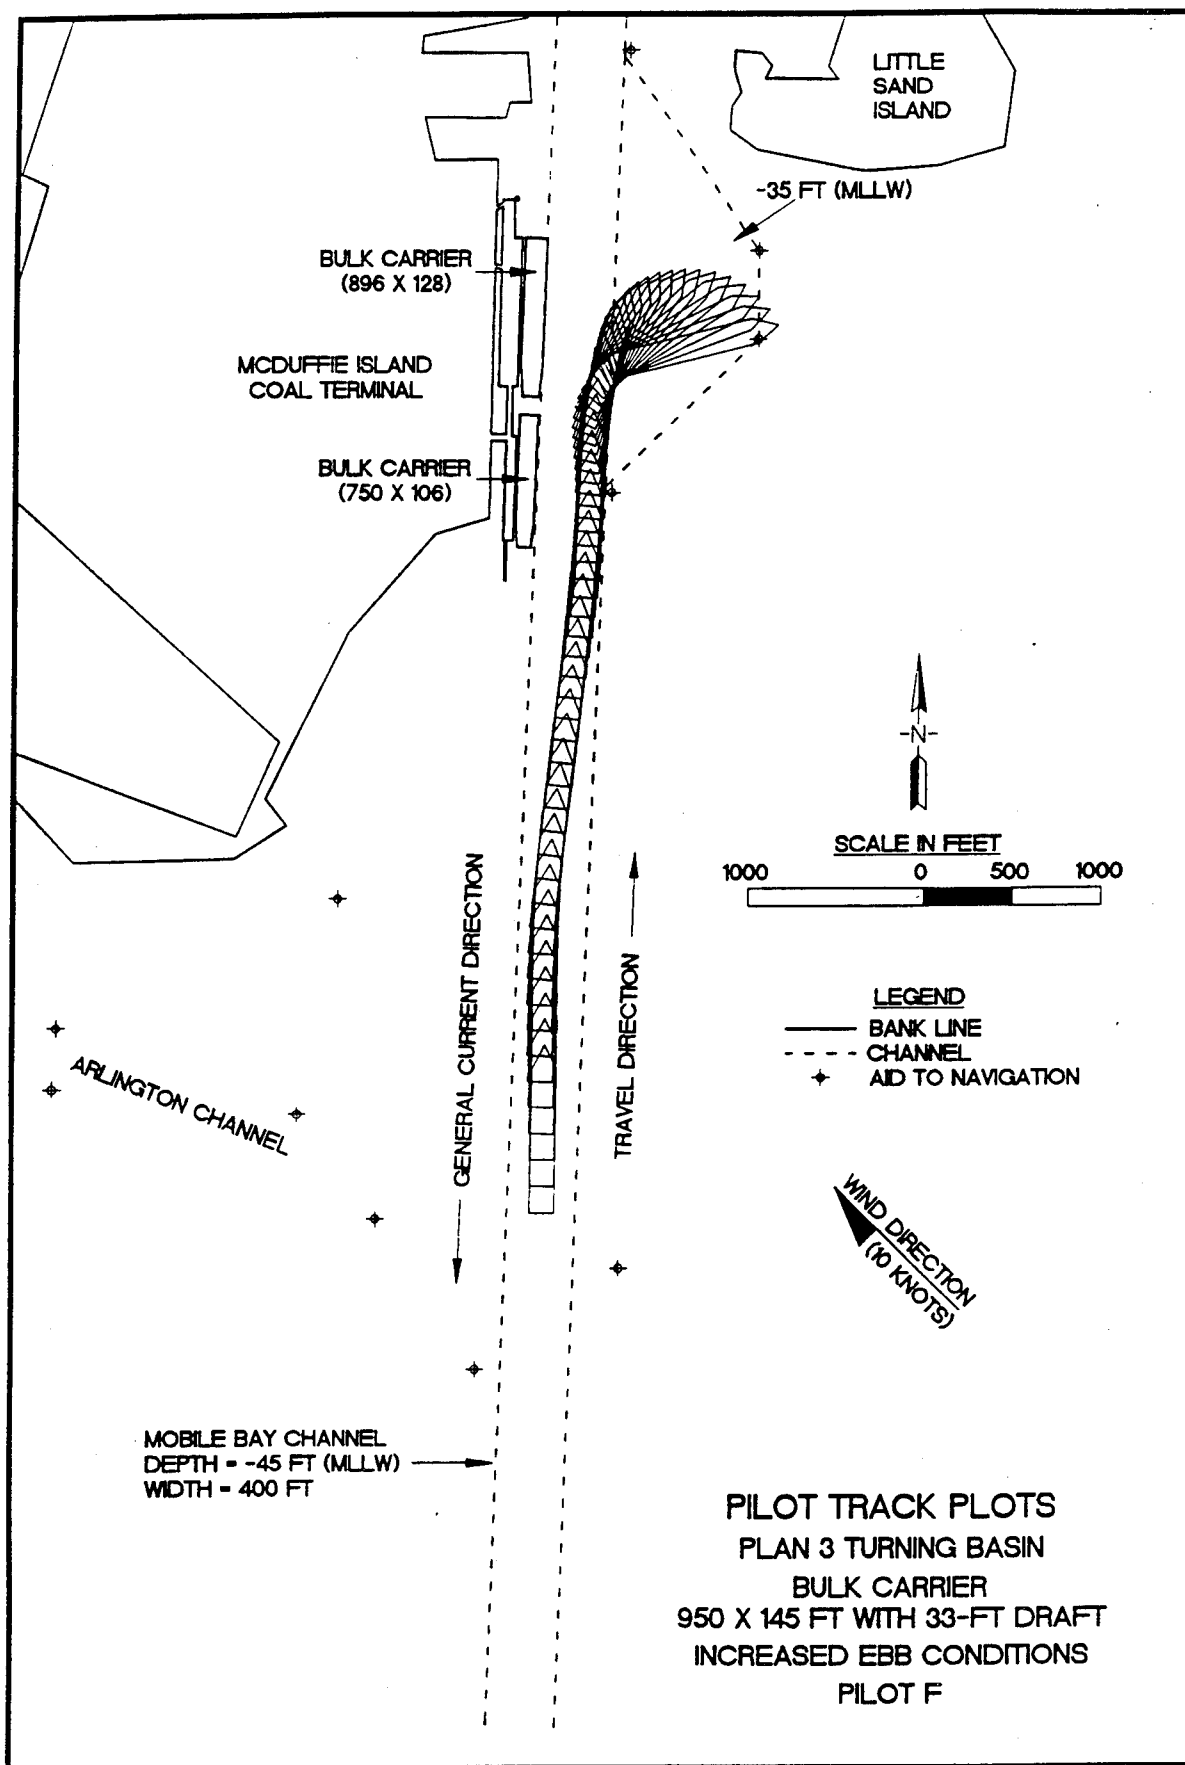 LITTLE
SAND
ISLAND
-35 FT (MLLW)
BULK CARRIER
(896 X 128)
MCDUFFIE ISLAND
COAL TERMINAL
BULK CARRIER
(750 X 106)
-N-
SCALE IN FEET
1000 0 500 1000
GENERAL CURRENT DIRECTION
TRAVEL DIRECTION
LEGEND
BANK LINE
CHANNEL
AID TO NAVIGATION
ARLINGTON CHANNEL
WIND DIRECTION
(10 KNOTS)
MOBILE BAY CHANNEL
DEPTH = -45 FT (MLLW)
WIDTH = 400 FT
PILOT TRACK PLOTS
PLAN 3 TURNING BASIN
BULK CARRIER
950 X 145 FT WITH 33-FT DRAFT
INCREASED EBB CONDITIONS
PILOT F